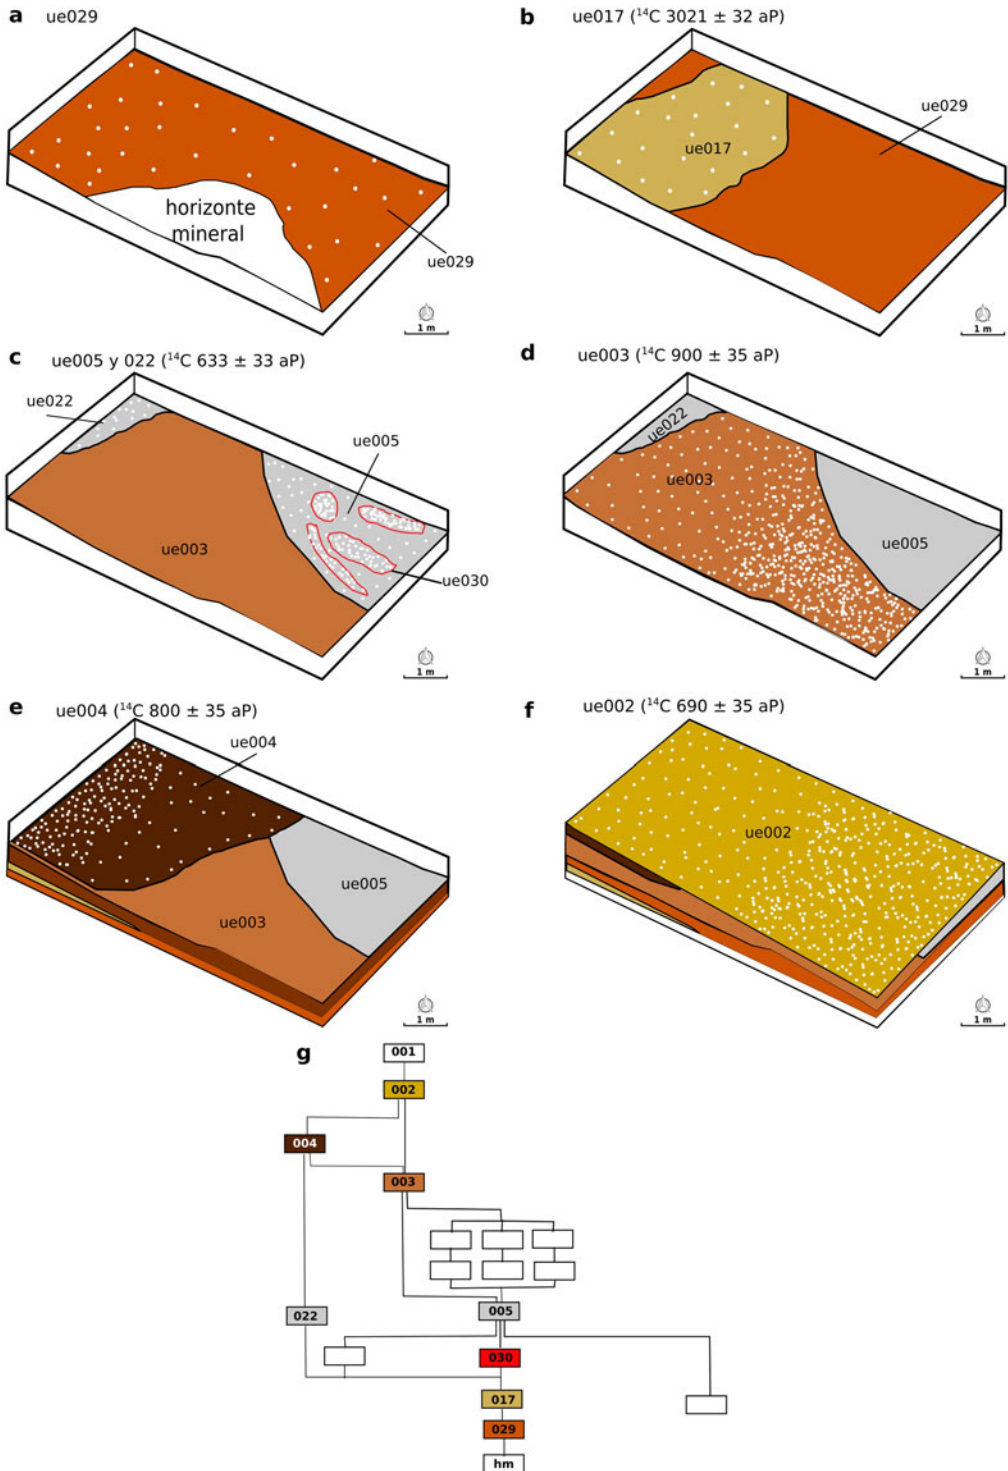 a ue029
horizonte
mineral
ue029
1 m
b ue017 (¹⁴C 3021 ± 32 aP)
ue029
ue017
1 m
c ue005 y 022 (¹⁴C 633 ± 33 aP)
ue022
ue005
ue003
ue030
1 m
d ue003 (¹⁴C 900 ± 35 aP)
ue022
ue003
ue005
1 m
e ue004 (¹⁴C 800 ± 35 aP)
ue004
ue005
ue003
1 m
f ue002 (¹⁴C 690 ± 35 aP)
ue002
1 m
g
001
002
004
003
022
005
030
017
029
hm